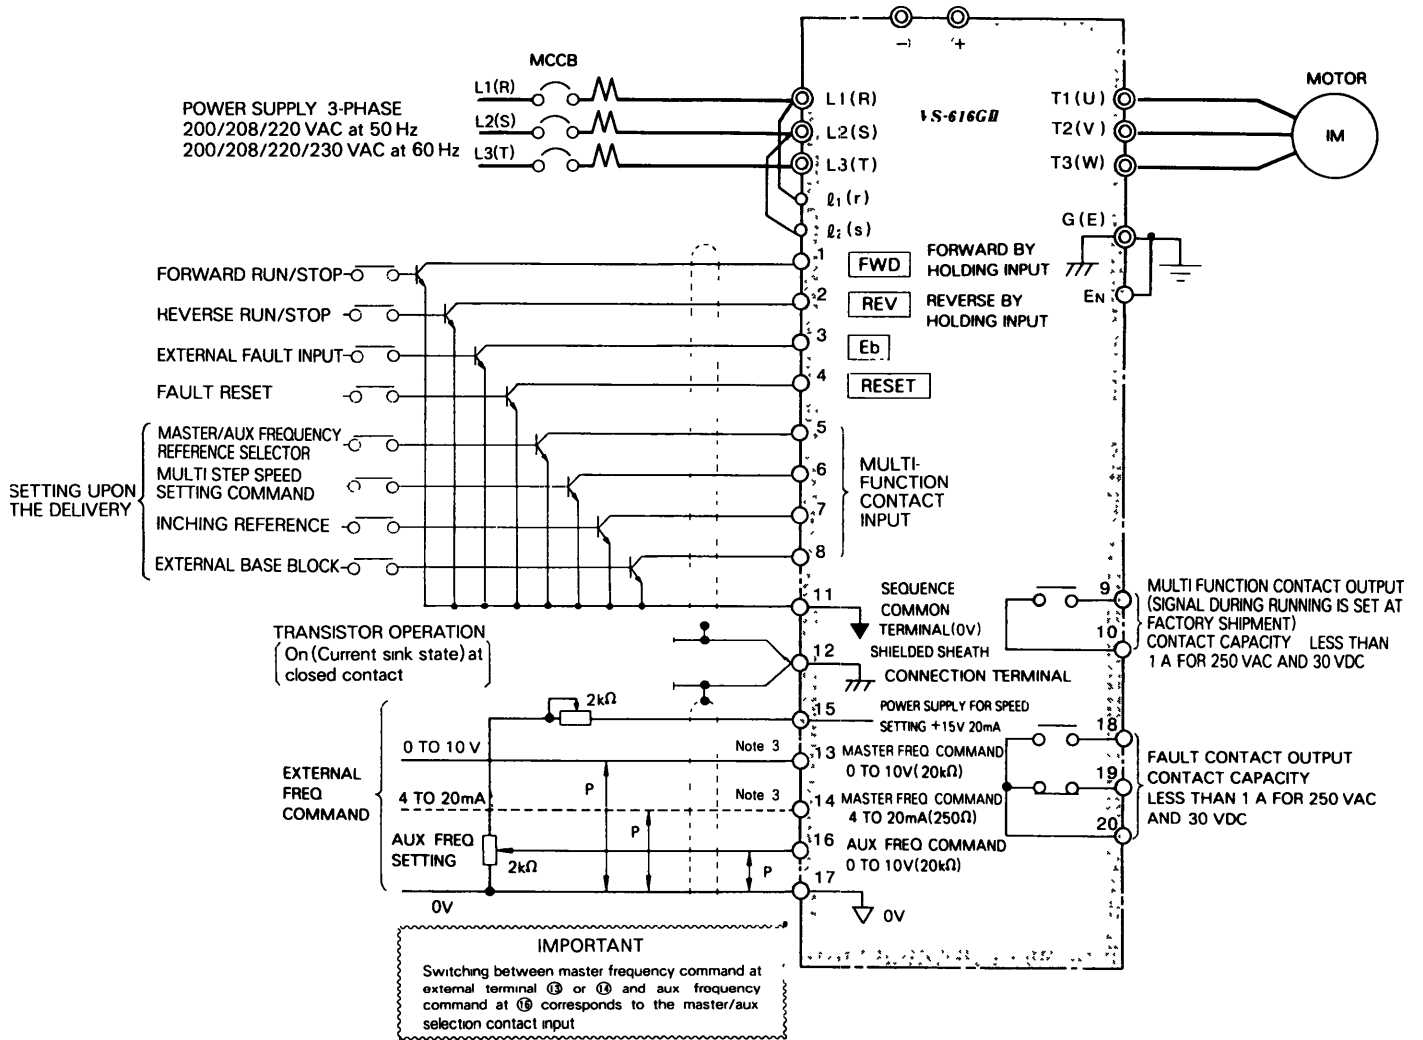 −
+
MCCB
L1(R)
L2(S)
L3(T)
POWER SUPPLY 3-PHASE
200/208/220 VAC at 50 Hz
200/208/220/230 VAC at 60 Hz
L1(R)
L2(S)
L3(T)
ℓ1(r)
ℓ2(s)
VS-616GII
T1(U)
T2(V)
T3(W)
MOTOR
IM
G(E)
EN
FORWARD RUN/STOP
HEVERSE RUN/STOP
EXTERNAL FAULT INPUT
FAULT RESET
MASTER/AUX FREQUENCY
REFERENCE SELECTOR
MULTI STEP SPEED
SETTING COMMAND
INCHING REFERENCE
EXTERNAL BASE BLOCK
SETTING UPON
THE DELIVERY
1
FWD
FORWARD BY
HOLDING INPUT
2
REV
REVERSE BY
HOLDING INPUT
3
Eb
4
RESET
5
6
7
8
MULTI-
FUNCTION
CONTACT
INPUT
11
SEQUENCE
COMMON
TERMINAL(0V)
12
SHIELDED SHEATH
CONNECTION TERMINAL
TRANSISTOR OPERATION
On (Current sink state) at
closed contact
9
10
MULTI FUNCTION CONTACT OUTPUT
(SIGNAL DURING RUNNING IS SET AT
FACTORY SHIPMENT)
CONTACT CAPACITY LESS THAN
1 A FOR 250 VAC AND 30 VDC
EXTERNAL
FREQ
COMMAND
2kΩ
0 TO 10 V
4 TO 20mA
AUX FREQ
SETTING
2kΩ
0V
Note 3
Note 3
P
P
P
15
POWER SUPPLY FOR SPEED
SETTING +15V 20mA
13
MASTER FREQ COMMAND
0 TO 10V(20kΩ)
14
MASTER FREQ COMMAND
4 TO 20mA(250Ω)
16
AUX FREQ COMMAND
0 TO 10V(20kΩ)
17
0V
18
19
20
FAULT CONTACT OUTPUT
CONTACT CAPACITY
LESS THAN 1 A FOR 250 VAC
AND 30 VDC
IMPORTANT
Switching between master frequency command at
external terminal ⑬ or ⑭ and aux frequency
command at ⑯ corresponds to the master/aux
selection contact input